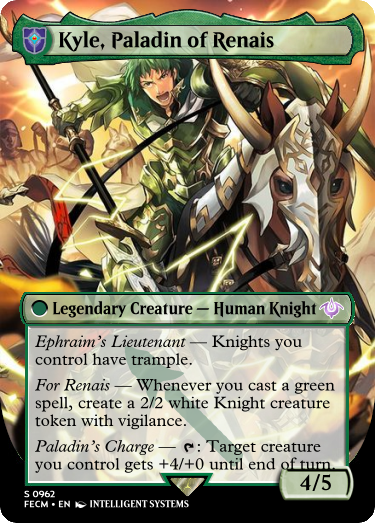 Kyle, Paladin of Renais
Legendary Creature — Human Knight
Ephraim's Lieutenant — Knights you
control have trample.
For Renais — Whenever you cast a green
spell, create a 2/2 white Knight creature
token with vigilance.
Paladin's Charge — : Target creature
you control gets +4/+0 until end of turn.
4/5
S 0962
FECM • EN INTELLIGENT SYSTEMS